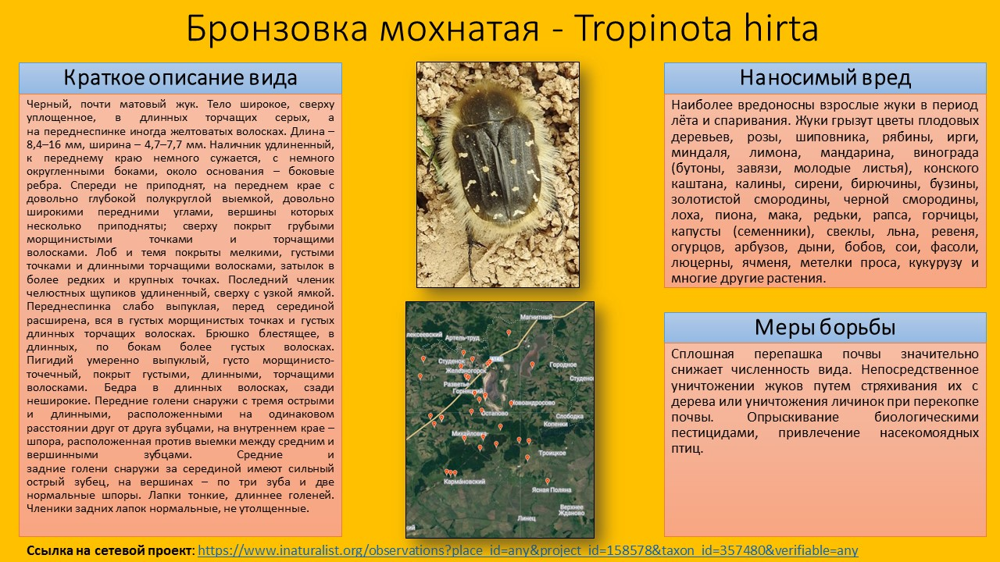 Бронзовка мохнатая - Tropinota hirta
Краткое описание вида
Черный, почти матовый жук. Тело широкое, сверху
уплощенное, в длинных торчащих серых, а
на переднеспинке иногда желтоватых волосках. Длина –
8,4–16 мм, ширина – 4,7–7,7 мм. Наличник удлиненный,
к переднему краю немного сужается, с немного
округленными боками, около основания – боковые
ребра. Спереди не приподнят, на переднем крае с
довольно глубокой полукруглой выемкой, довольно
широкими передними углами, вершины которых
несколько приподняты; сверху покрыт грубыми
морщинистыми точками и торчащими
волосками. Лоб и темя покрыты мелкими, густыми
точками и длинными торчащими волосками, затылок в
более редких и крупных точках. Последний членик
челюстных щупиков удлиненный, сверху с узкой ямкой.
Переднеспинка слабо выпуклая, перед серединой
расширена, вся в густых морщинистых точках и густых
длинных торчащих волосках. Брюшко блестящее, в
длинных, по бокам более густых волосках.
Пигидий умеренно выпуклый, густо морщинисто-
точечный, покрыт густыми, длинными, торчащими
волосками. Бедра в длинных волосках, сзади
неширокие. Передние голени снаружи с тремя острыми
и длинными, расположенными на одинаковом
расстоянии друг от друга зубцами, на внутреннем крае –
шпора, расположенная против выемки между средним и
вершинными зубцами. Средние и
задние голени снаружи за серединой имеют сильный
острый зубец, на вершинах – по три зуба и две
нормальные шпоры. Лапки тонкие, длиннее голеней.
Членики задних лапок нормальные, не утолщенные.
Магнитный
лексеевский
Артель-труд
Студенок
Городное
Железногорск
Студено
Разветье
Горняцкий
Новоандросово
Остапово
Слободка
Копенки
Михайловка
Троицкое
Кармановский
Ясная Поляна
Верхнее
Жданово
Линец
кий
Наносимый вред
Наиболее вредоносны взрослые жуки в период
лёта и спаривания. Жуки грызут цветы плодовых
деревьев, розы, шиповника, рябины, ирги,
миндаля, лимона, мандарина, винограда
(бутоны, завязи, молодые листья), конского
каштана, калины, сирени, бирючины, бузины,
золотистой смородины, черной смородины,
лоха, пиона, мака, редьки, рапса, горчицы,
капусты (семенники), свеклы, льна, ревеня,
огурцов, арбузов, дыни, бобов, сои, фасоли,
люцерны, ячменя, метелки проса, кукурузу и
многие другие растения.
Меры борьбы
Сплошная перепашка почвы значительно
снижает численность вида. Непосредственное
уничтожении жуков путем стряхивания их с
дерева или уничтожения личинок при перекопке
почвы. Опрыскивание биологическими
пестицидами, привлечение насекомоядных
птиц.
Ссылка на сетевой проект: https://www.inaturalist.org/observations?place_id=any&project_id=158578&taxon_id=357480&verifiable=any